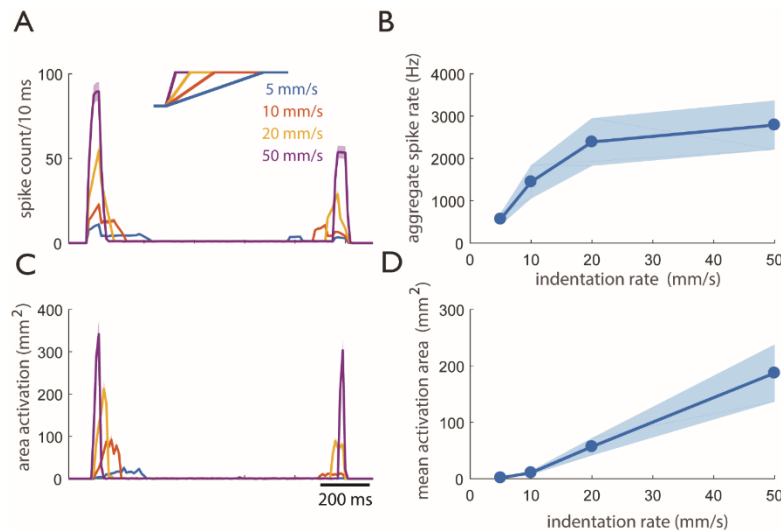 A
100
50
0
spike count/10 ms
5 mm/s
10 mm/s
20 mm/s
50 mm/s
B
4000
3000
2000
1000
0
aggregate spike rate (Hz)
0 10 20 30 40 50
indentation rate (mm/s)
C
400
300
200
100
0
area activation (mm²)
200 ms
D
300
200
100
0
mean activation area (mm²)
0 10 20 30 40 50
indentation rate (mm/s)